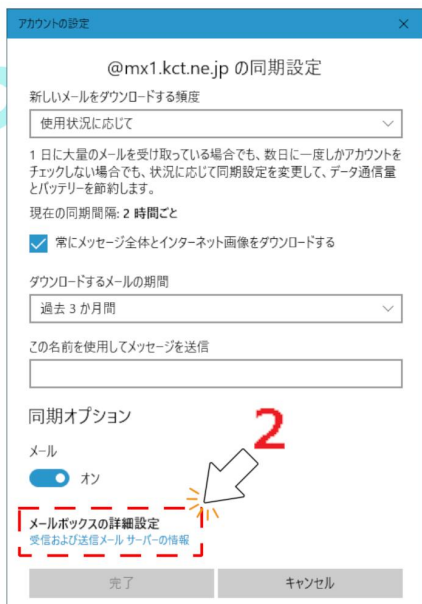 アカウントの設定
@mx1.kct.ne.jp の同期設定
新しいメールをダウンロードする頻度
使用状況に応じて
1 日に大量のメールを受け取っている場合でも、数日に一度しかアカウントを
チェックしない場合でも、状況に応じて同期設定を変更して、データ通信量
とバッテリーを節約します。
現在の同期間隔: 2 時間ごと
常にメッセージ全体とインターネット画像をダウンロードする
ダウンロードするメールの期間
過去 3 か月間
この名前を使用してメッセージを送信
同期オプション
2
メール
オン
メールボックスの詳細設定
受信および送信メール サーバーの情報
完了
キャンセル